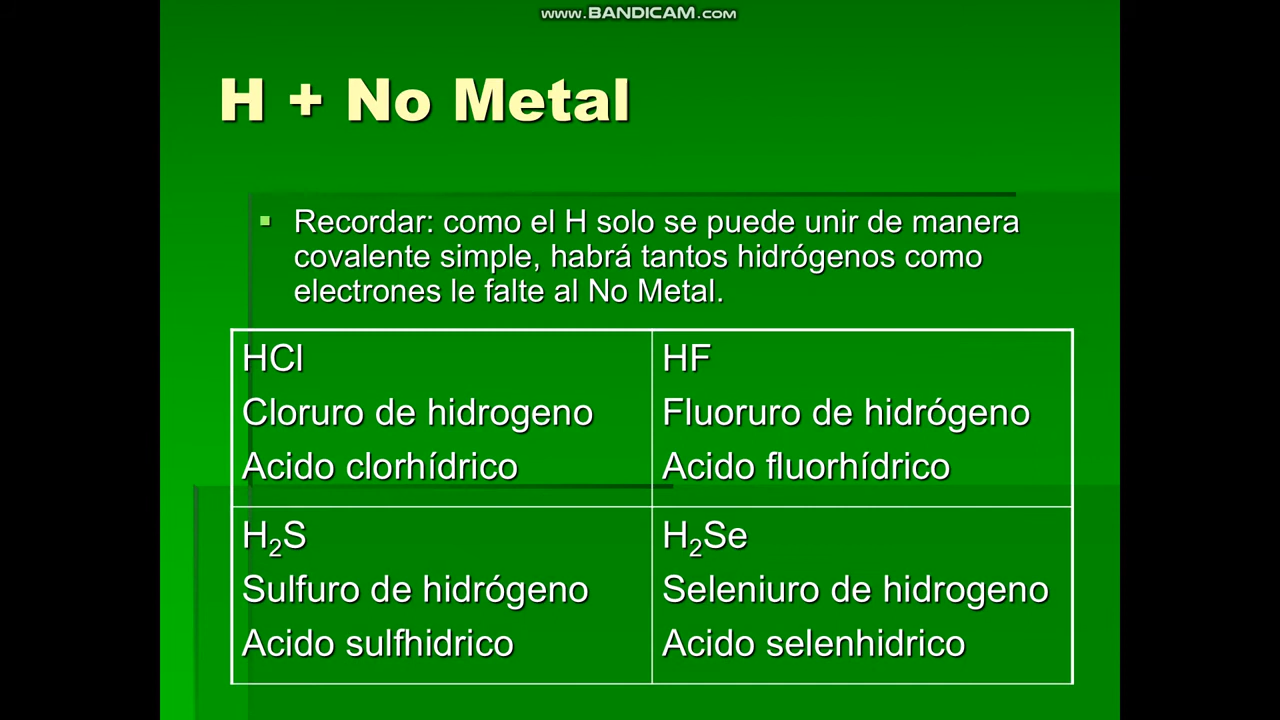 www.BANDICAM.com
H + No Metal
Recordar: como el H solo se puede unir de manera
covalente simple, habrá tantos hidrógenos como
electrones le falte al No Metal.
HCl
Cloruro de hidrogeno
Acido clorhídrico
HF
Fluoruro de hidrógeno
Acido fluorhídrico
H₂S
Sulfuro de hidrógeno
Acido sulfhidrico
H₂Se
Seleniuro de hidrogeno
Acido selenhidrico